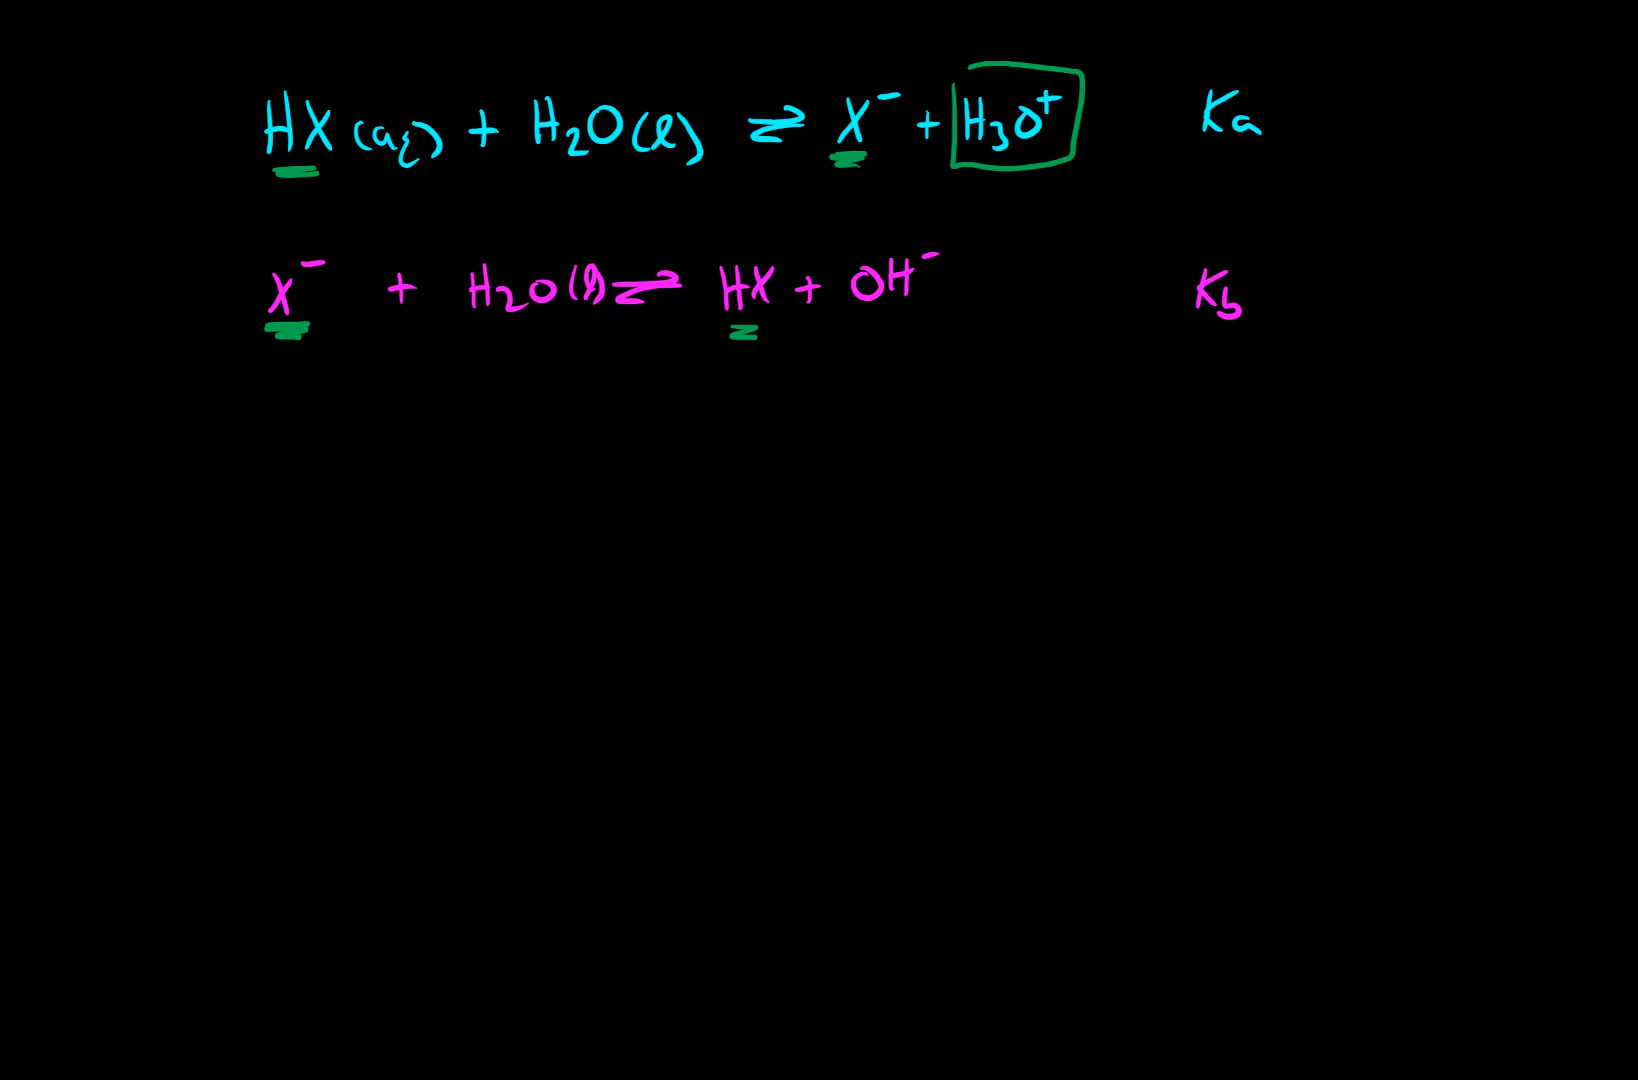 HX(aq) + H₂O(l) ⇌ X⁻ + H₃O⁺ Ka
X⁻ + H₂O(l) ⇌ HX + OH⁻ Kb